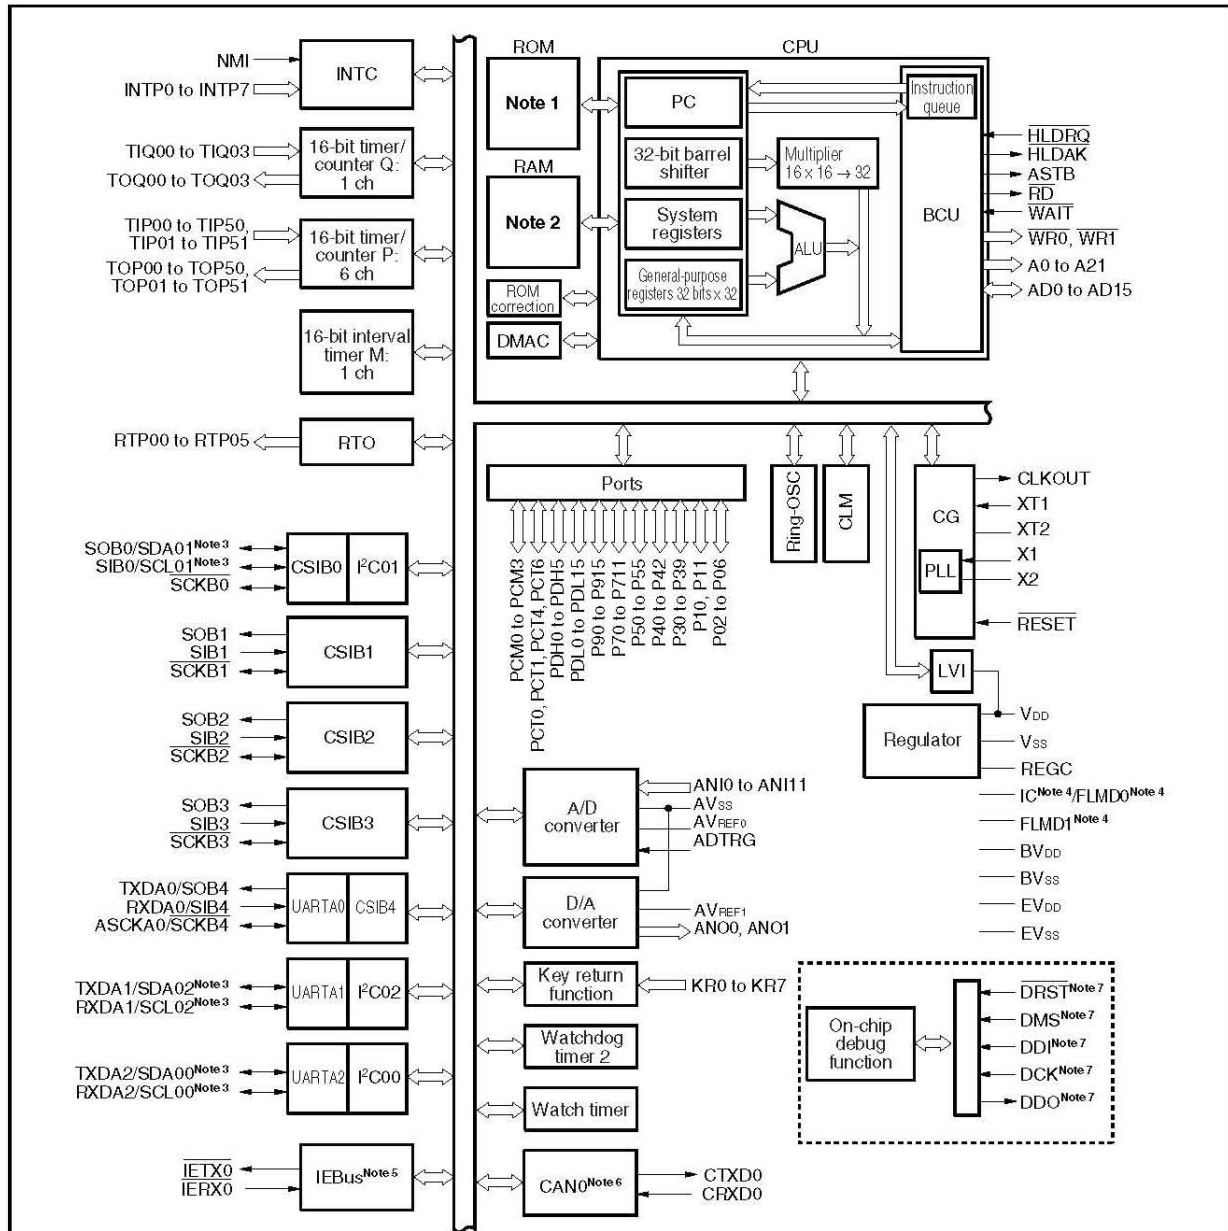 NMI
INTP0 to INTP7
INTC
TIQ00 to TIQ03
TOQ00 to TOQ03
16-bit timer/
counter Q:
1 ch
TIP00 to TIP50,
TIP01 to TIP51
TOP00 to TOP50,
TOP01 to TOP51
16-bit timer/
counter P:
6 ch
16-bit interval
timer M:
1 ch
RTP00 to RTP05
RTO
SOB0/SDA01Note 3
SIB0/SCL01Note 3
SCKB0
CSIB0
I2C01
SOB1
SIB1
SCKB1
CSIB1
SOB2
SIB2
SCKB2
CSIB2
SOB3
SIB3
SCKB3
CSIB3
TXDA0/SOB4
RXDA0/SIB4
ASCKA0/SCKB4
UARTA0
CSIB4
TXDA1/SDA02Note 3
RXDA1/SCL02Note 3
UARTA1
I2C02
TXDA2/SDA00Note 3
RXDA2/SCL00Note 3
UARTA2
I2C00
IETX0
IERX0
IEBusNote 5
ROM
Note 1
RAM
Note 2
ROM
correction
DMAC
CPU
PC
32-bit barrel
shifter
System
registers
General-purpose
registers 32 bits x 32
Multiplier
16 x 16 → 32
ALU
Instruction
queue
BCU
HLDRQ
HLDAK
ASTB
RD
WAIT
WR0, WR1
A0 to A21
AD0 to AD15
Ports
PCM0 to PCM3
PCT0, PCT1, PCT4, PCT6
PDH0 to PDH5
PDL0 to PDL15
P90 to P915
P70 to P711
P50 to P55
P40 to P42
P30 to P39
P10, P11
P02 to P06
Ring-OSC
CLM
CG
PLL
CLKOUT
XT1
XT2
X1
X2
RESET
LVI
Regulator
VDD
VSS
REGC
ICNote 4/FLMD0Note 4
FLMD1Note 4
BVDD
BVSS
EVDD
EVSS
A/D
converter
ANI0 to ANI11
AVSS
AVREF0
ADTRG
D/A
converter
AVREF1
ANO0, ANO1
Key return
function
KR0 to KR7
Watchdog
timer 2
Watch timer
CAN0Note 6
CTXD0
CRXD0
On-chip
debug
function
DRSTNote 7
DMSNote 7
DDINote 7
DCKNote 7
DDONote 7